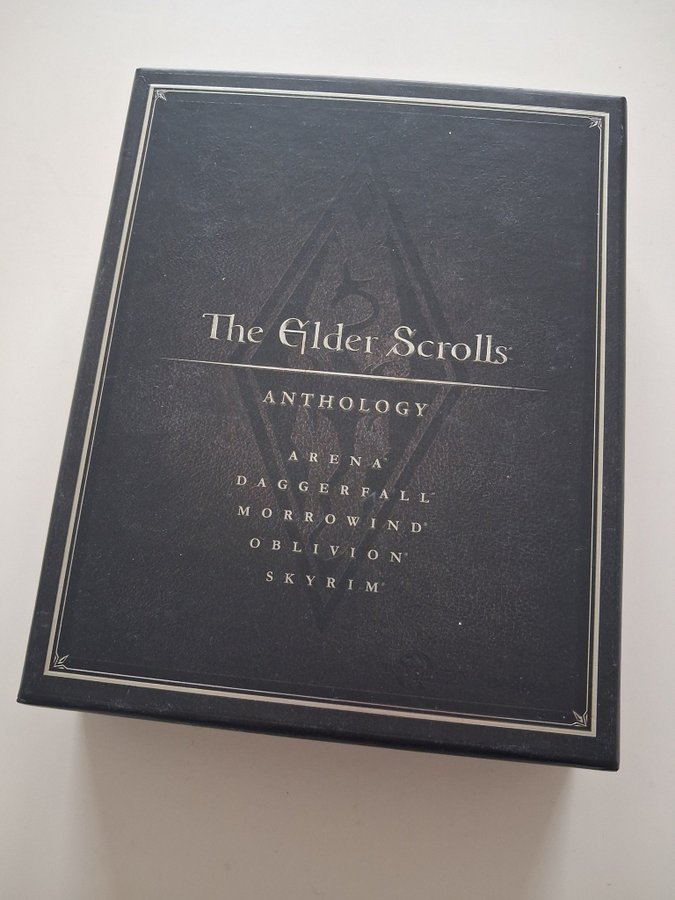 The Elder Scrolls
ANTHOLOGY
ARENA
DAGGERFALL
MORROWIND®
OBLIVION®
SKYRIM®